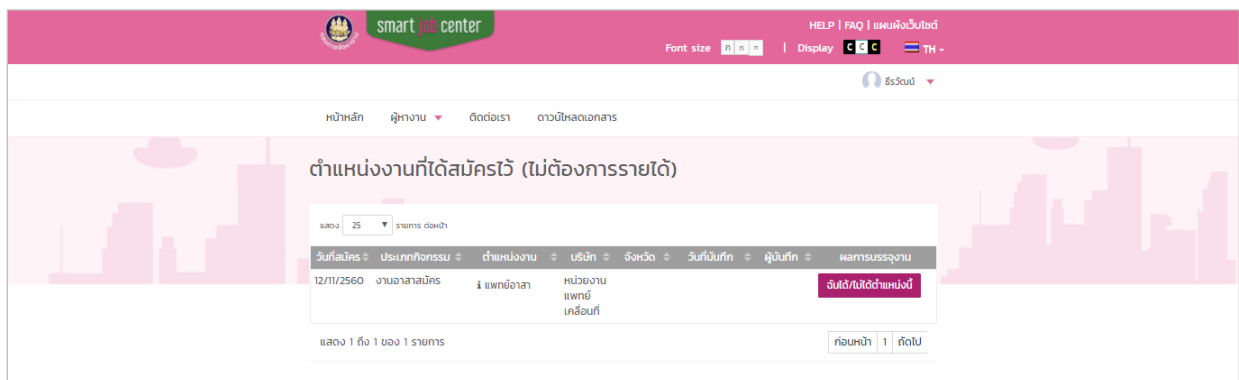 smart job center
HELP | FAQ | แผนผังเว็บไซต์
Font size ก ก ก | Display C C C TH
ธีรวัฒน์
หน้าหลัก ผู้หางาน ติดต่อเรา ดาวน์โหลดเอกสาร
ตำแหน่งงานที่ได้สมัครไว้ (ไม่ต้องการรายได้)
แสดง 25 รายการ ต่อหน้า
วันที่สมัคร ประเภทกิจกรรม ตำแหน่งงาน บริษัท จังหวัด วันที่บันทึก ผู้บันทึก ผลการบรรจุงาน
12/11/2560 งานอาสาสมัคร i แพทย์อาสา หน่วยงาน ฉันได้/ไม่ได้ตำแหน่งนี้
แพทย์
เคลื่อนที่
แสดง 1 ถึง 1 ของ 1 รายการ ก่อนหน้า 1 ถัดไป